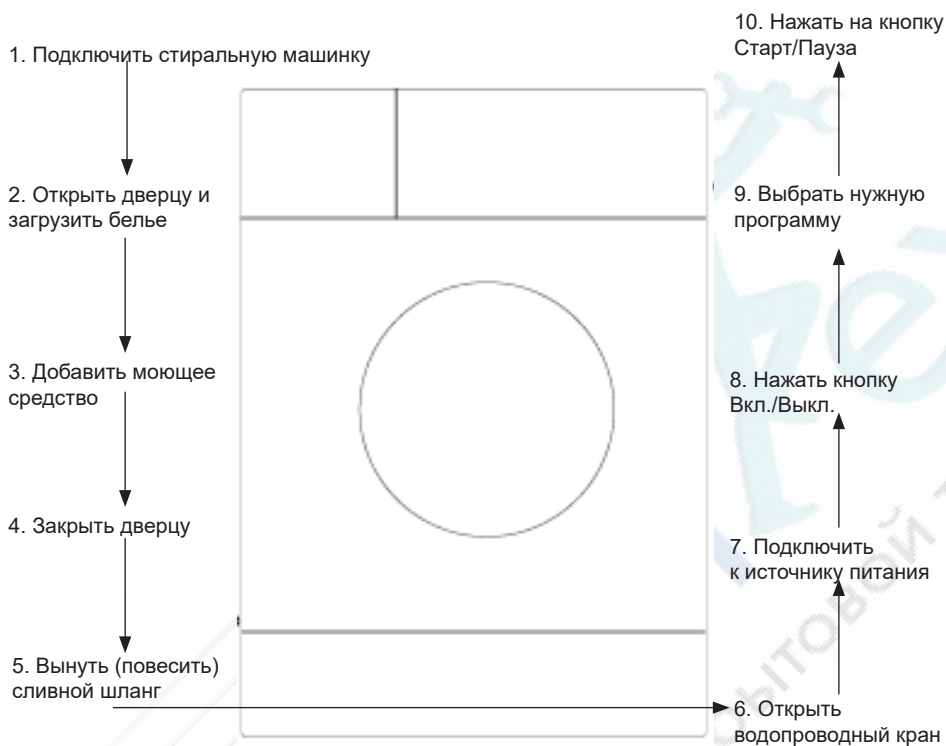 1. Подключить стиральную машинку
2. Открыть дверцу и
загрузить белье
3. Добавить моющее
средство
4. Закрыть дверцу
5. Вынуть (повесить)
сливной шланг
6. Открыть
водопроводный кран
7. Подключить
к источнику питания
8. Нажать кнопку
Вкл./Выкл.
9. Выбрать нужную
программу
10. Нажать на кнопку
Старт/Пауза